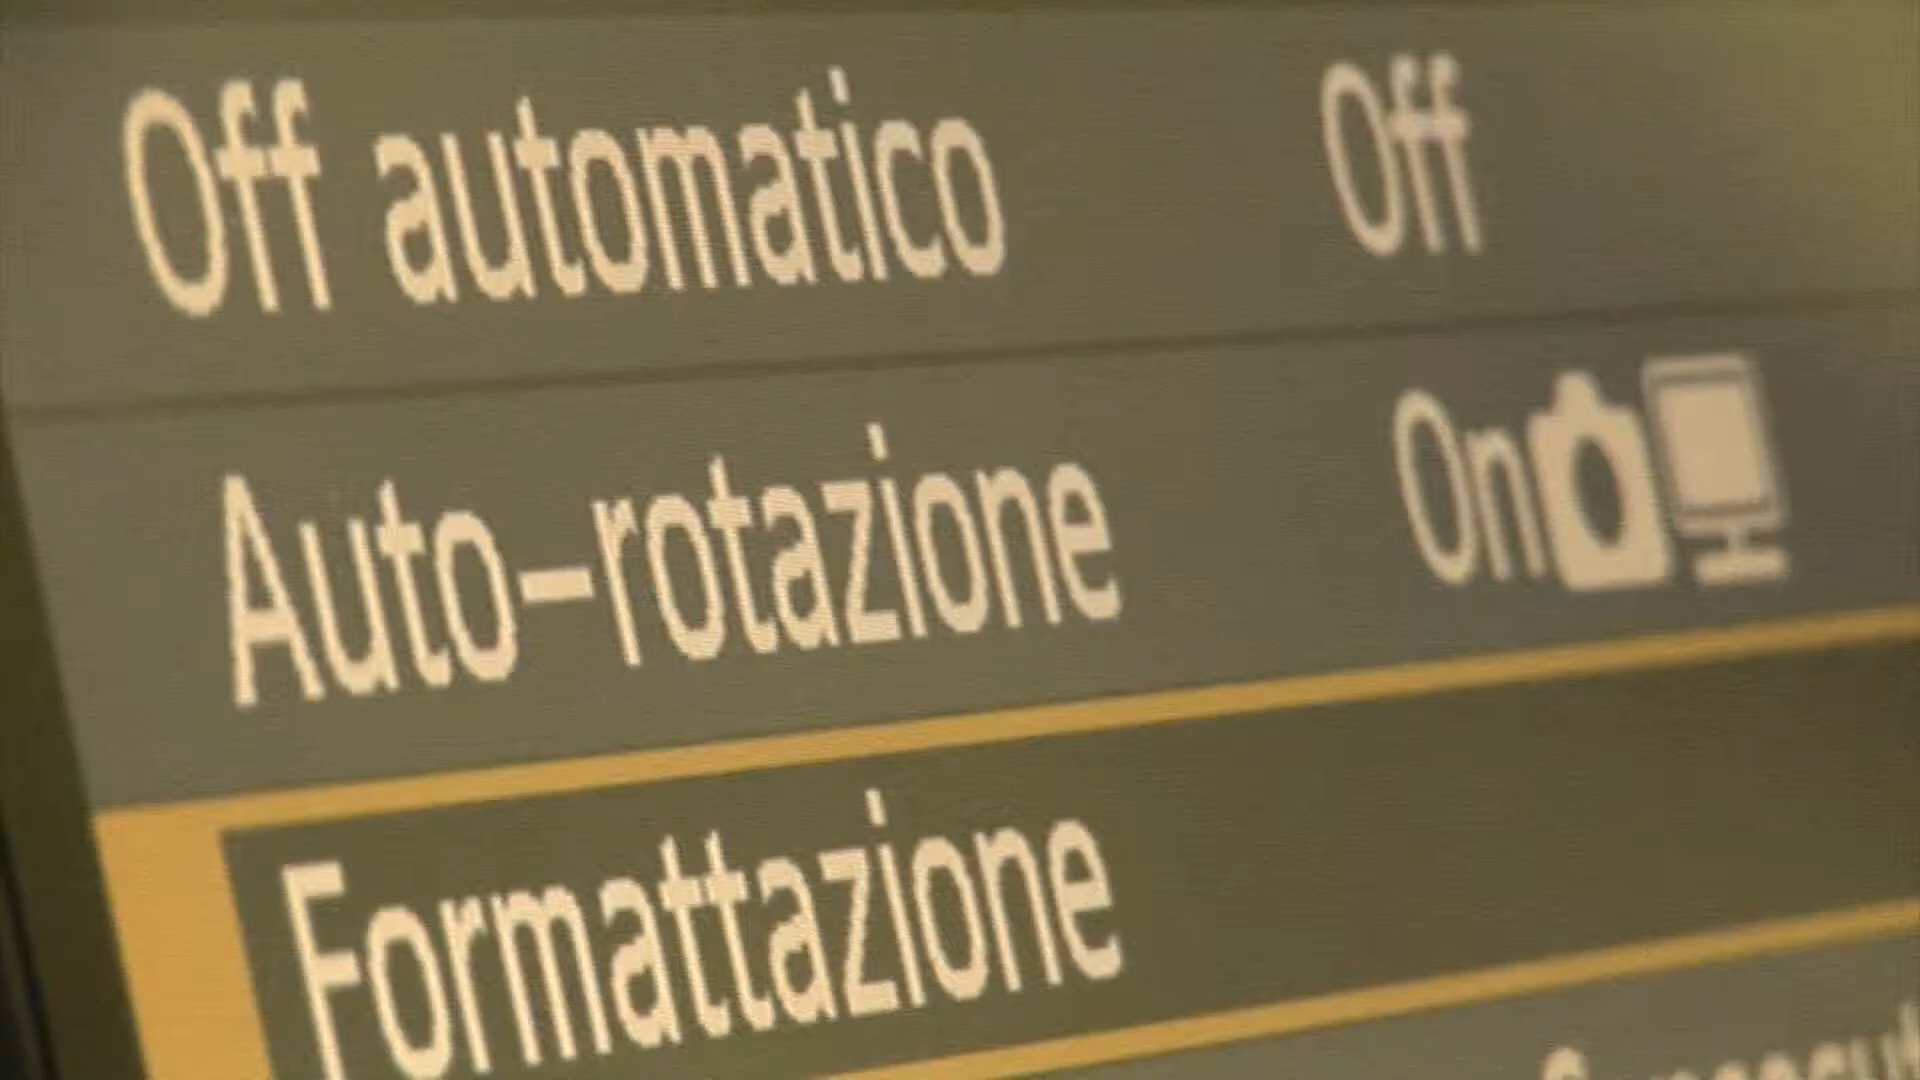 Off automatico Off
Auto-rotazione On
Formattazione